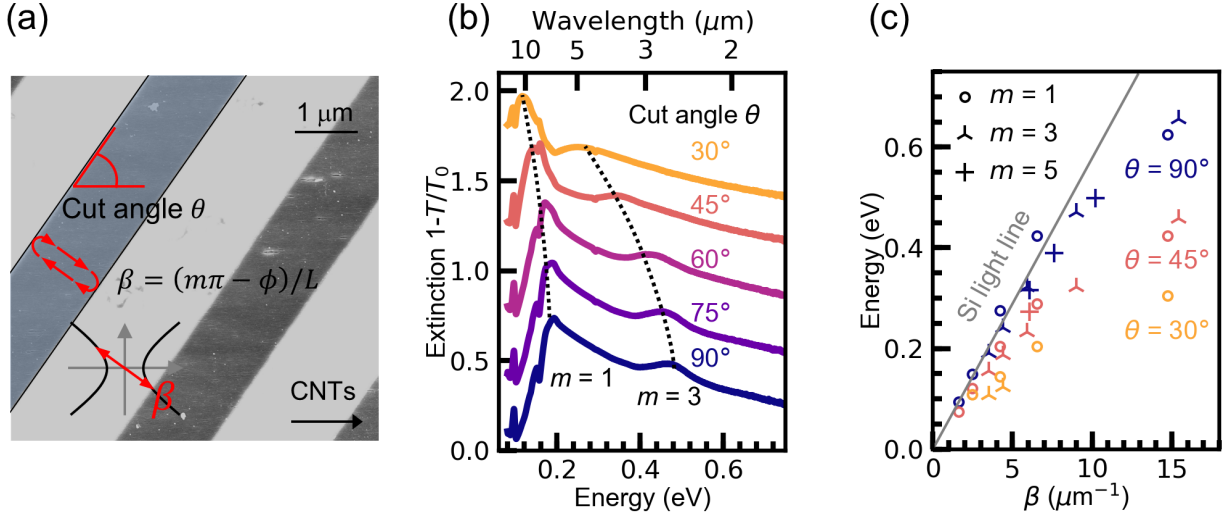 (a)
1 μm
Cut angle θ
β = (mπ − ϕ)/L
β
CNTs
(b)
Wavelength (μm)
10 5 3 2
Extinction 1-T/T₀
2.0
1.5
1.0
0.5
0.0
Cut angle θ
30°
45°
60°
75°
90°
m = 1
m = 3
0.2 0.4 0.6
Energy (eV)
(c)
Energy (eV)
0.6
0.4
0.2
0.0
m = 1
m = 3
m = 5
Si light line
θ = 90°
θ = 45°
θ = 30°
0 5 10 15
β (μm⁻¹)